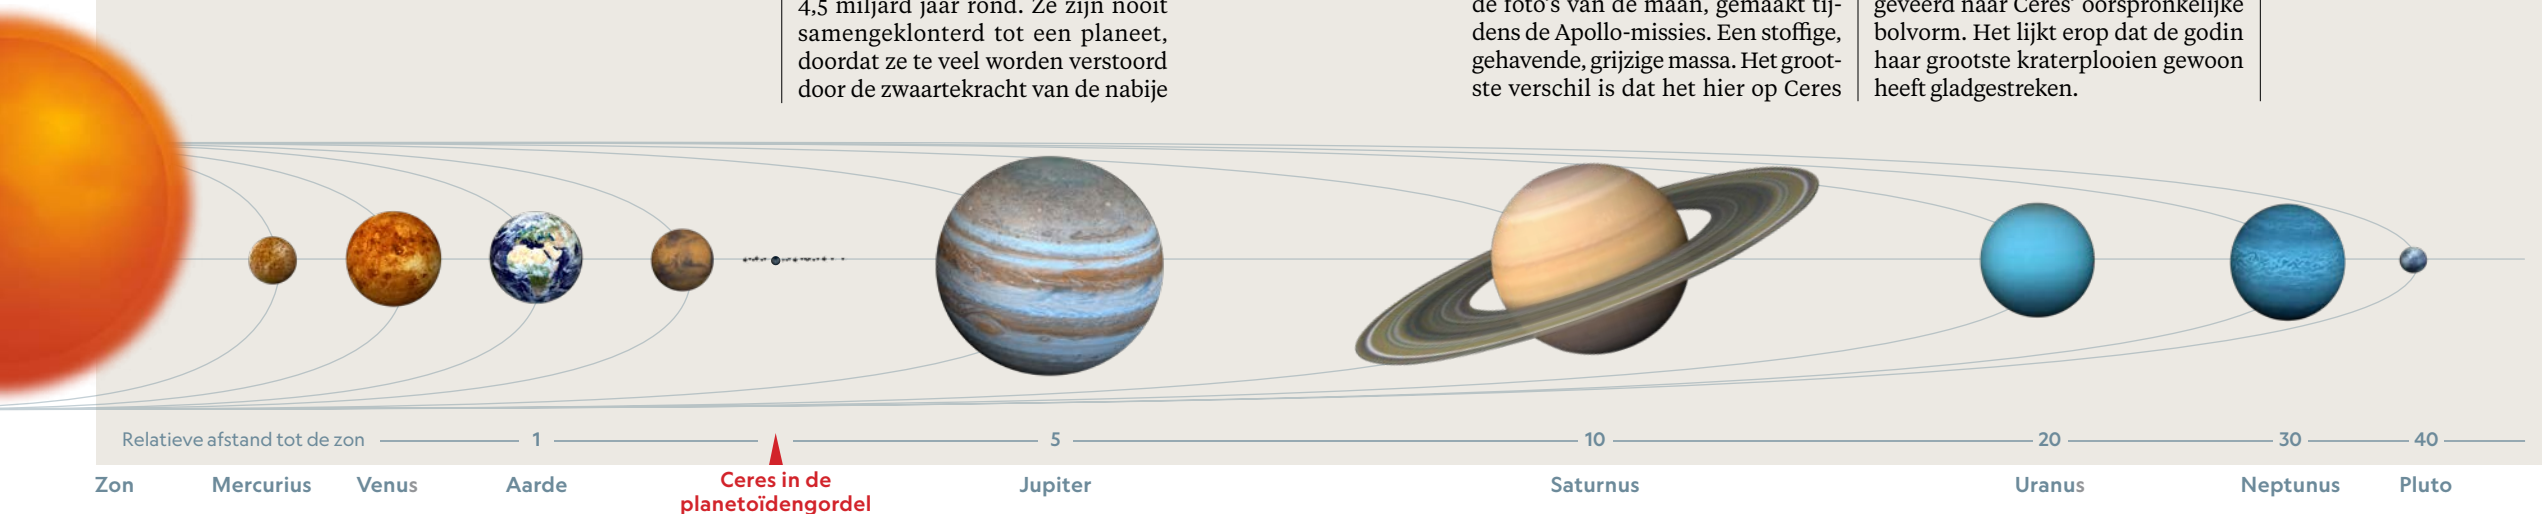 4,5 miljard jaar rond. Ze zijn nooit
samengeklonterd tot een planeet,
doordat ze te veel worden verstoord
door de zwaartekracht van de nabije
de foto's van de maan, gemaakt tij-
dens de Apollo-missies. Een stoffige,
gehavende, grijzige massa. Het groot-
ste verschil is dat het hier op Ceres
geveerd naar Ceres' oorspronkelijke
bolvorm. Het lijkt erop dat de godin
haar grootste kraterplooien gewoon
heeft gladgestreken.
Relatieve afstand tot de zon 1 5 10 20 30 40
Zon Mercurius Venus Aarde Ceres in de Jupiter Saturnus Uranus Neptunus Pluto
planetoïdengordel